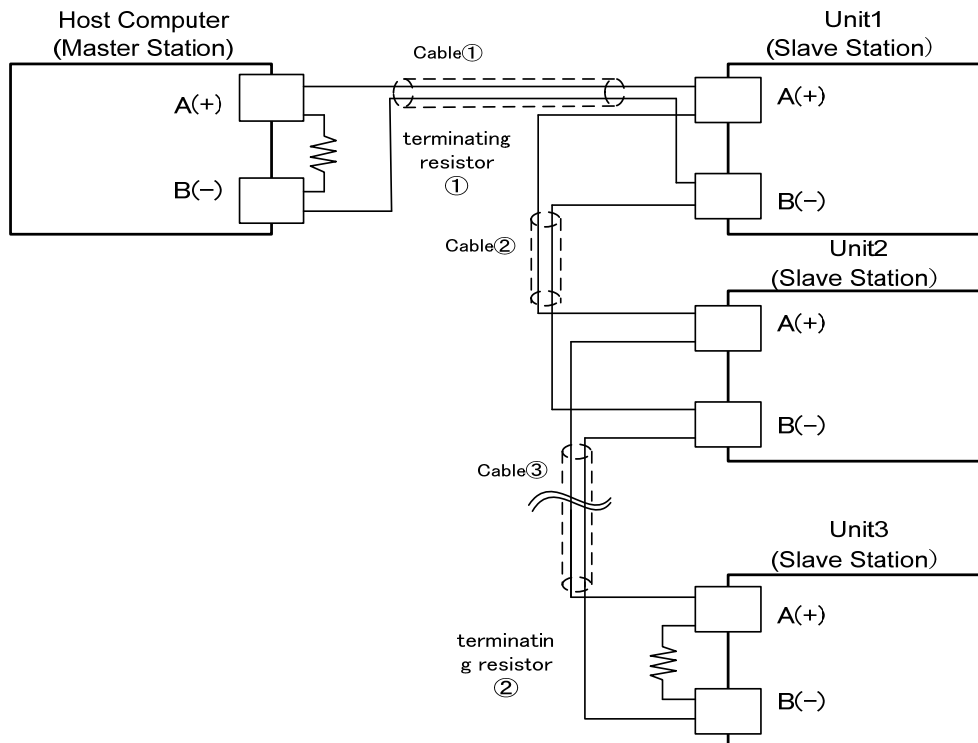 Host Computer
(Master Station)
A(+)
B(-)
Cable①
terminating
resistor
①
Unit1
(Slave Station)
A(+)
B(-)
Cable②
Unit2
(Slave Station)
A(+)
B(-)
Cable③
Unit3
(Slave Station)
A(+)
B(-)
terminatin
g resistor
②